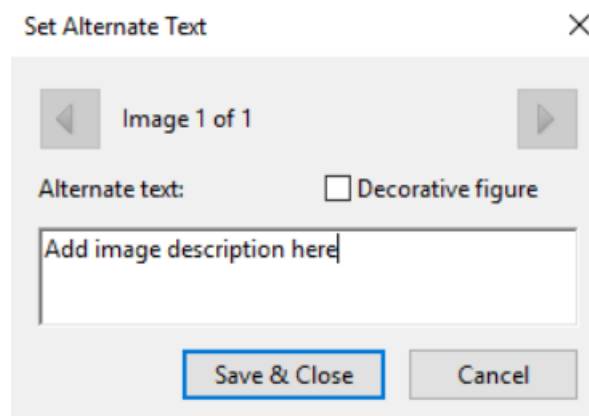 Set Alternate Text
Image 1 of 1
Alternate text: Decorative figure
Add image description here
Save & Close Cancel